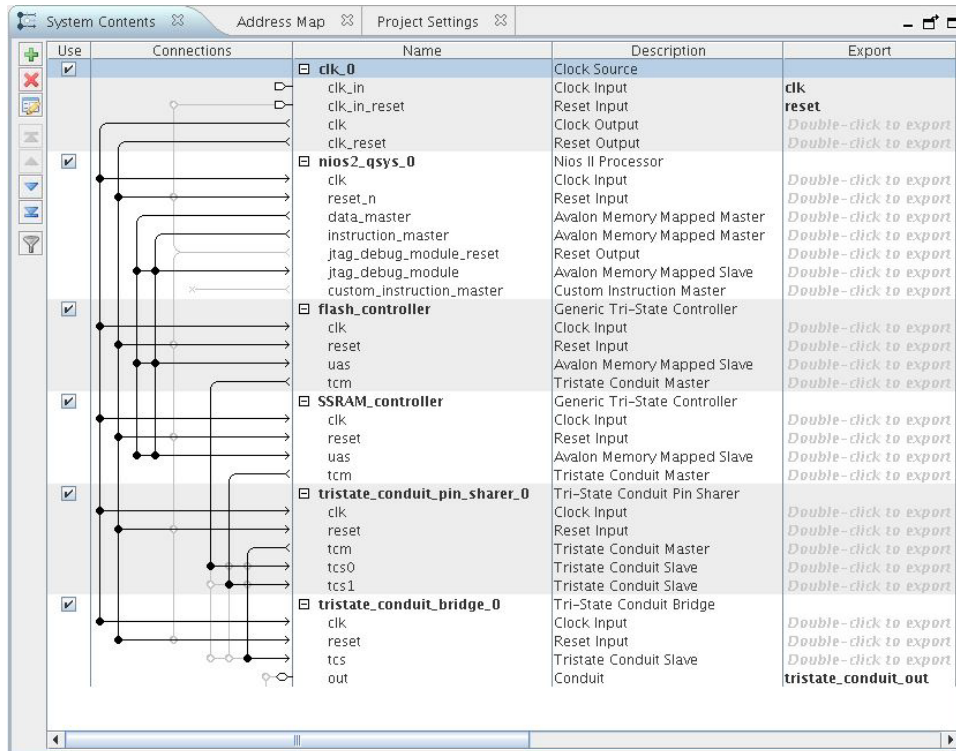 System Contents Address Map Project Settings
Use Connections Name Description Export
clk_0 Clock Source
clk_in Clock Input clk
clk_in_reset Reset Input reset
clk Clock Output Double-click to export
clk_reset Reset Output Double-click to export
nios2_qsys_0 Nios II Processor
clk Clock Input Double-click to export
reset_n Reset Input Double-click to export
data_master Avalon Memory Mapped Master Double-click to export
instruction_master Avalon Memory Mapped Master Double-click to export
jtag_debug_module_reset Reset Output Double-click to export
jtag_debug_module Avalon Memory Mapped Slave Double-click to export
custom_instruction_master Custom Instruction Master Double-click to export
flash_controller Generic Tri-State Controller
clk Clock Input Double-click to export
reset Reset Input Double-click to export
uas Avalon Memory Mapped Slave Double-click to export
tcm Tristate Conduit Master Double-click to export
SSRAM_controller Generic Tri-State Controller
clk Clock Input Double-click to export
reset Reset Input Double-click to export
uas Avalon Memory Mapped Slave Double-click to export
tcm Tristate Conduit Master Double-click to export
tristate_conduit_pin_sharer_0 Tri-State Conduit Pin Sharer
clk Clock Input Double-click to export
reset Reset Input Double-click to export
tcm Tristate Conduit Master Double-click to export
tcs0 Tristate Conduit Slave Double-click to export
tcs1 Tristate Conduit Slave Double-click to export
tristate_conduit_bridge_0 Tri-State Conduit Bridge
clk Clock Input Double-click to export
reset Reset Input Double-click to export
tcs Tristate Conduit Slave Double-click to export
out Conduit tristate_conduit_out